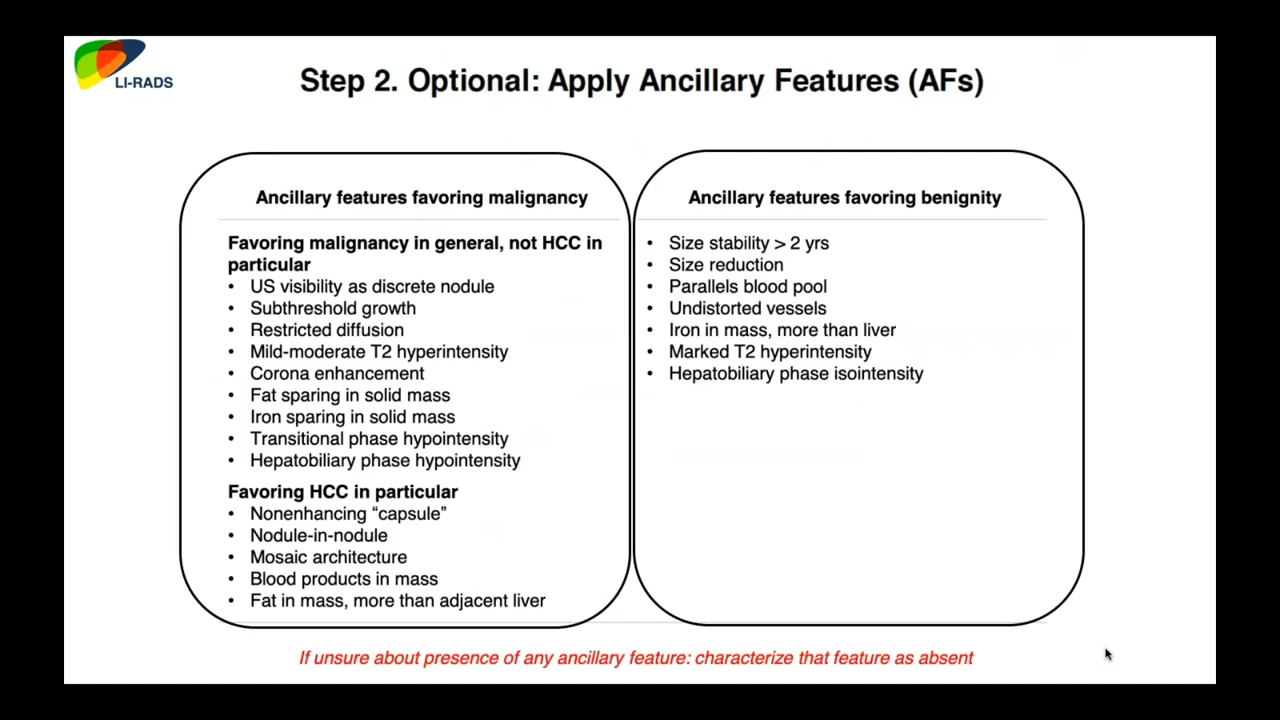 LI-RADS
Step 2. Optional: Apply Ancillary Features (AFs)
Ancillary features favoring malignancy
Favoring malignancy in general, not HCC in
particular
• US visibility as discrete nodule
• Subthreshold growth
• Restricted diffusion
• Mild-moderate T2 hyperintensity
• Corona enhancement
• Fat sparing in solid mass
• Iron sparing in solid mass
• Transitional phase hypointensity
• Hepatobiliary phase hypointensity
Favoring HCC in particular
• Nonenhancing “capsule”
• Nodule-in-nodule
• Mosaic architecture
• Blood products in mass
• Fat in mass, more than adjacent liver
Ancillary features favoring benignity
• Size stability > 2 yrs
• Size reduction
• Parallels blood pool
• Undistorted vessels
• Iron in mass, more than liver
• Marked T2 hyperintensity
• Hepatobiliary phase isointensity
If unsure about presence of any ancillary feature: characterize that feature as absent